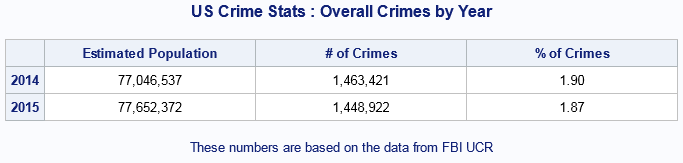 US Crime Stats : Overall Crimes by Year
Estimated Population # of Crimes % of Crimes
2014 77,046,537 1,463,421 1.90
2015 77,652,372 1,448,922 1.87
These numbers are based on the data from FBI UCR